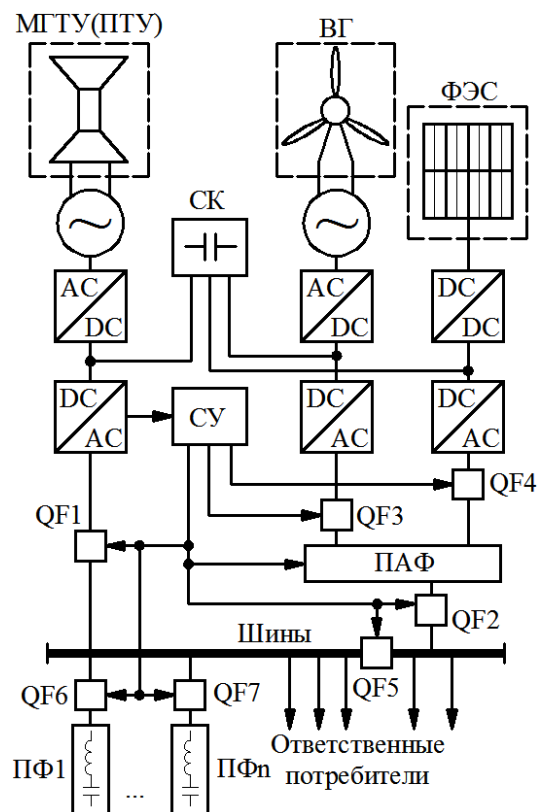 МГТУ(ПТУ)
ВГ
ФЭС
СК
AC
DC
AC
DC
DC
DC
DC
AC
СУ
DC
AC
DC
AC
QF1
QF3
QF4
ПАФ
QF2
Шины
QF5
QF6
QF7
ПФ1
...
ПФn
Ответственные
потребители